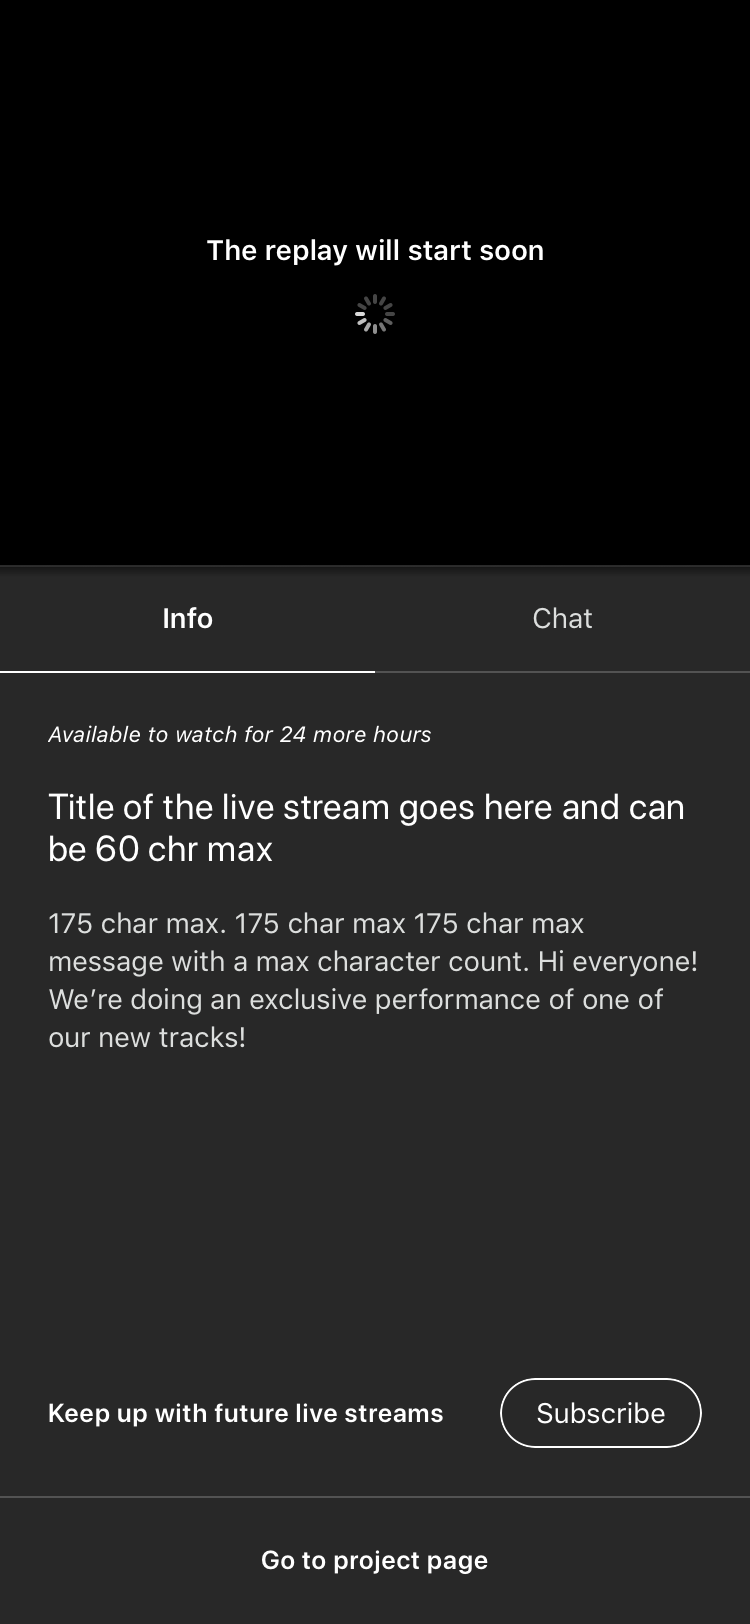 The replay will start soon
Info
Chat
Available to watch for 24 more hours
Title of the live stream goes here and can
be 60 chr max
175 char max. 175 char max 175 char max
message with a max character count. Hi everyone!
We’re doing an exclusive performance of one of
our new tracks!
Keep up with future live streams
Subscribe
Go to project page